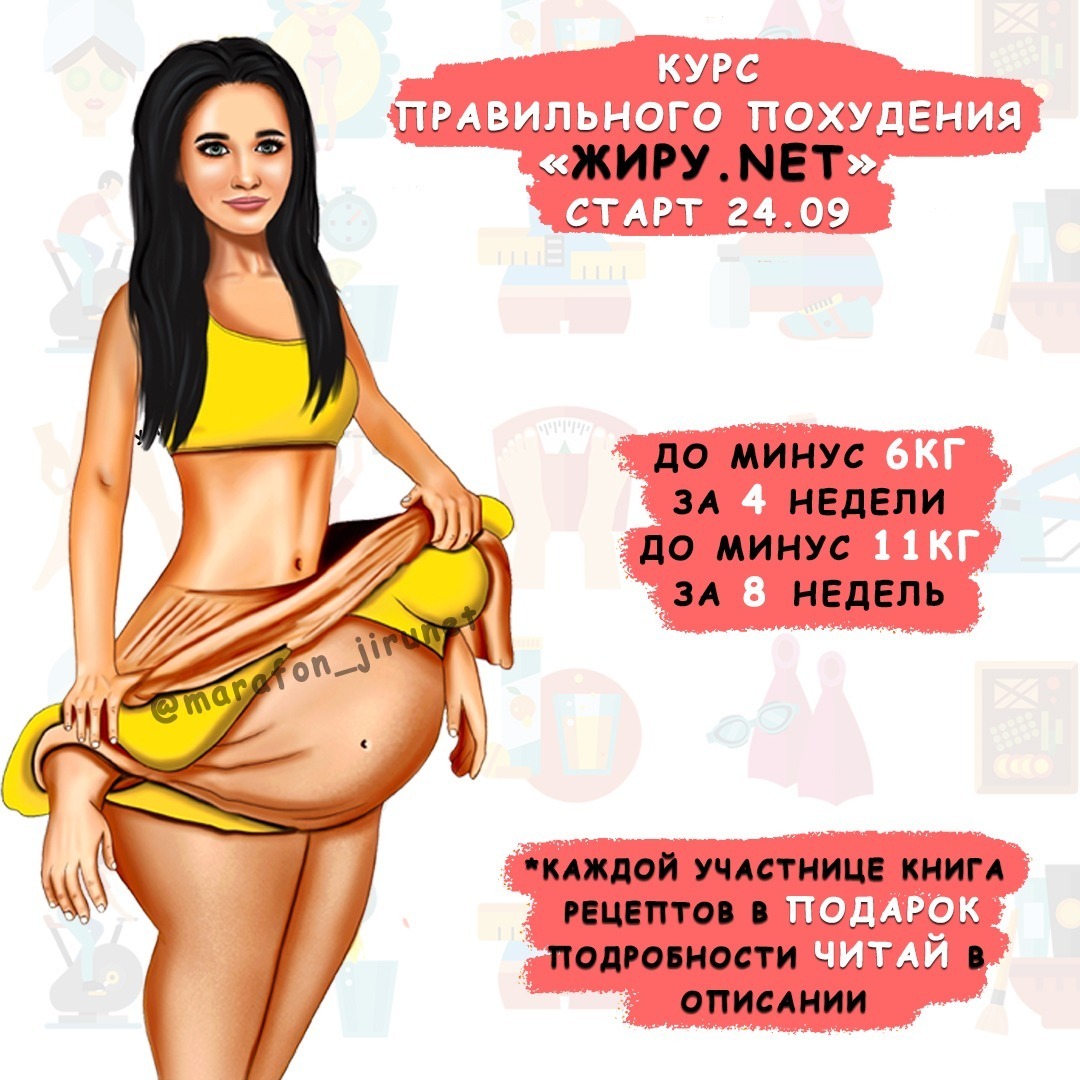 КУРС
ПРАВИЛЬНОГО ПОХУДЕНИЯ
«ЖИРУ.NET»
СТАРТ 24.09
ДО МИНУС 6КГ
ЗА 4 НЕДЕЛИ
ДО МИНУС 11КГ
ЗА 8 НЕДЕЛЬ
@marafon_jirunet
*КАЖДОЙ УЧАСТНИЦЕ КНИГА
РЕЦЕПТОВ В ПОДАРОК
ПОДРОБНОСТИ ЧИТАЙ В
ОПИСАНИИ